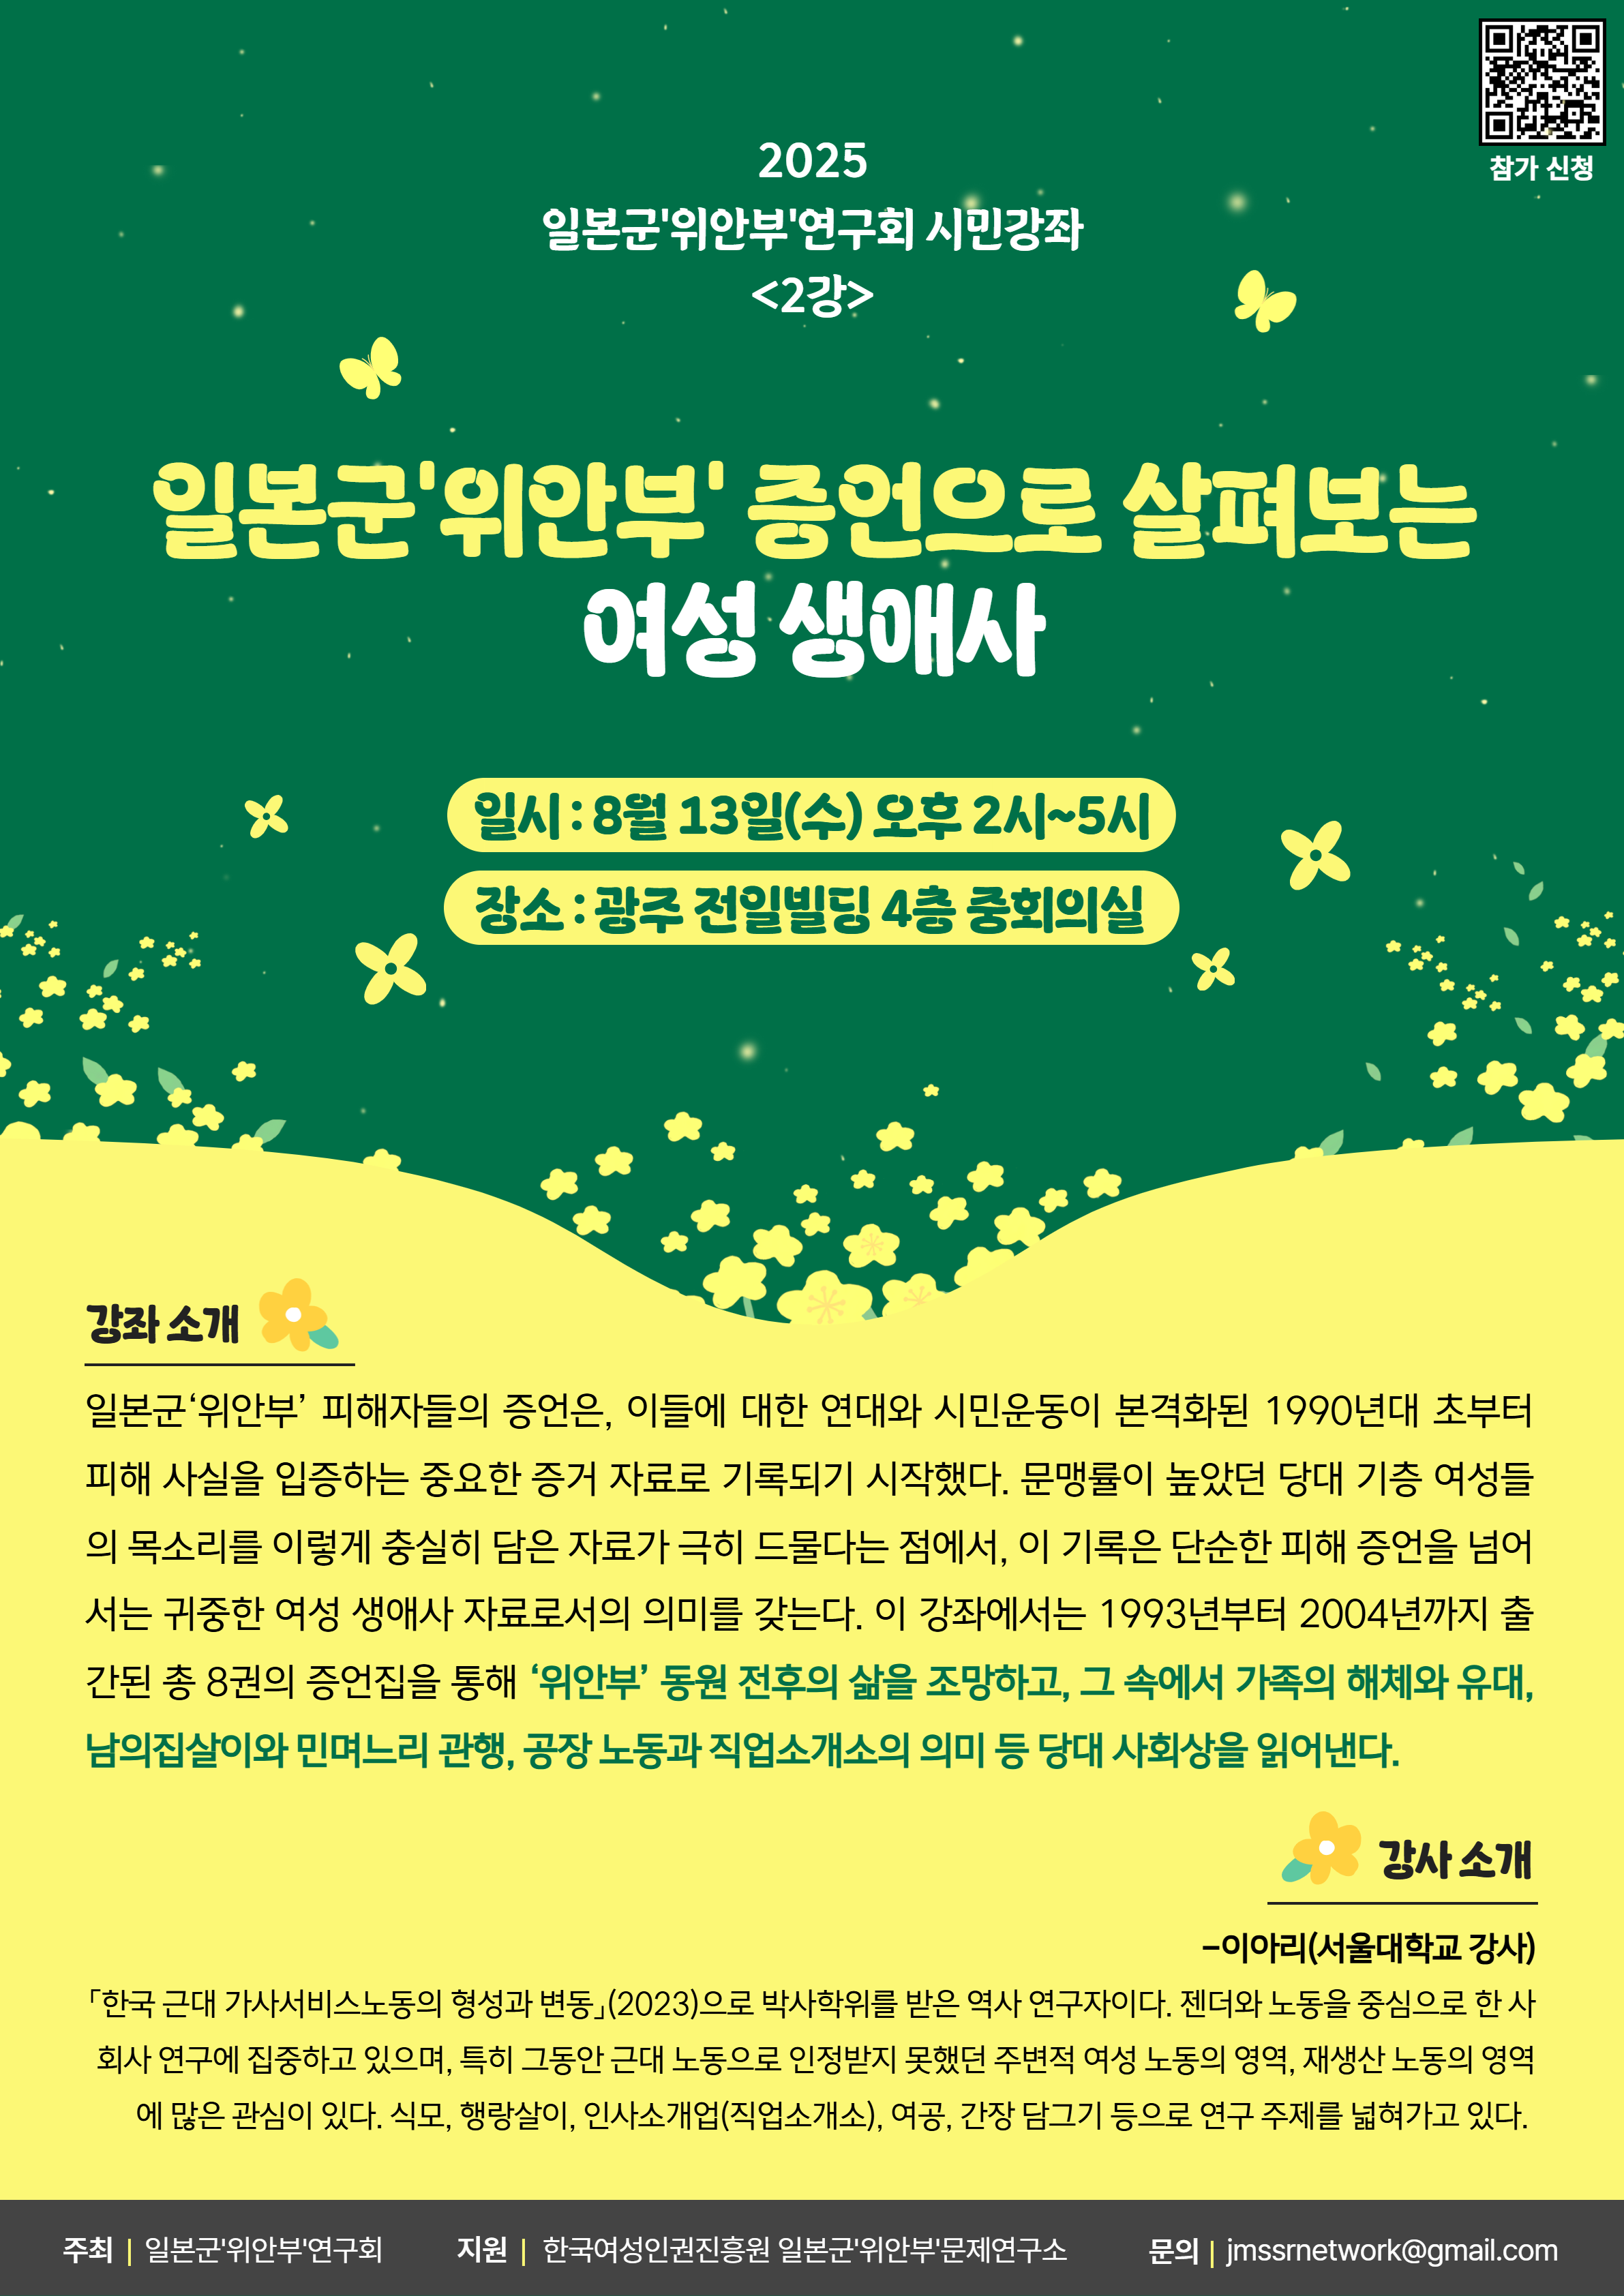 참가 신청
2025
일본군'위안부'연구회 시민강좌
<2강>
일본군'위안부' 증언으로 살펴보는
여성 생애사
일시 : 8월 13일(수) 오후 2시~5시
장소 : 광주 전일빌딩 4층 중회의실
강좌 소개
일본군‘위안부’ 피해자들의 증언은, 이들에 대한 연대와 시민운동이 본격화된 1990년대 초부터
피해 사실을 입증하는 중요한 증거 자료로 기록되기 시작했다. 문맹률이 높았던 당대 기층 여성들
의 목소리를 이렇게 충실히 담은 자료가 극히 드물다는 점에서, 이 기록은 단순한 피해 증언을 넘어
서는 귀중한 여성 생애사 자료로서의 의미를 갖는다. 이 강좌에서는 1993년부터 2004년까지 출
간된 총 8권의 증언집을 통해 ‘위안부’ 동원 전후의 삶을 조망하고, 그 속에서 가족의 해체와 유대,
남의집살이와 민며느리 관행, 공장 노동과 직업소개소의 의미 등 당대 사회상을 읽어낸다.
강사 소개
-이아리(서울대학교 강사)
｢한국 근대 가사서비스노동의 형성과 변동｣(2023)으로 박사학위를 받은 역사 연구자이다. 젠더와 노동을 중심으로 한 사
회사 연구에 집중하고 있으며, 특히 그동안 근대 노동으로 인정받지 못했던 주변적 여성 노동의 영역, 재생산 노동의 영역
에 많은 관심이 있다. 식모, 행랑살이, 인사소개업(직업소개소), 여공, 간장 담그기 등으로 연구 주제를 넓혀가고 있다.
주최 | 일본군'위안부'연구회 지원 | 한국여성인권진흥원 일본군'위안부'문제연구소 문의 | jmssrnetwork@gmail.com